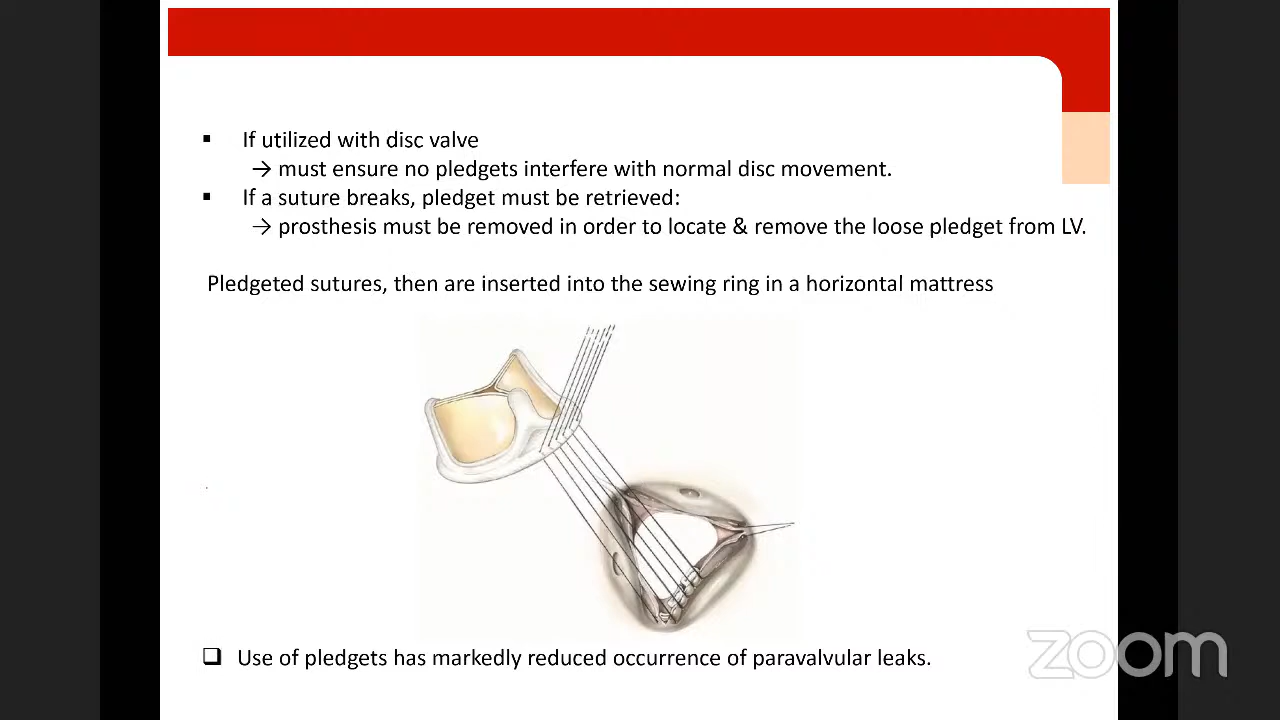 ▪ If utilized with disc valve
→ must ensure no pledgets interfere with normal disc movement.
▪ If a suture breaks, pledget must be retrieved:
→ prosthesis must be removed in order to locate & remove the loose pledget from LV.
Pledgeted sutures, then are inserted into the sewing ring in a horizontal mattress
❑ Use of pledgets has markedly reduced occurrence of paravalvular leaks.
zoom